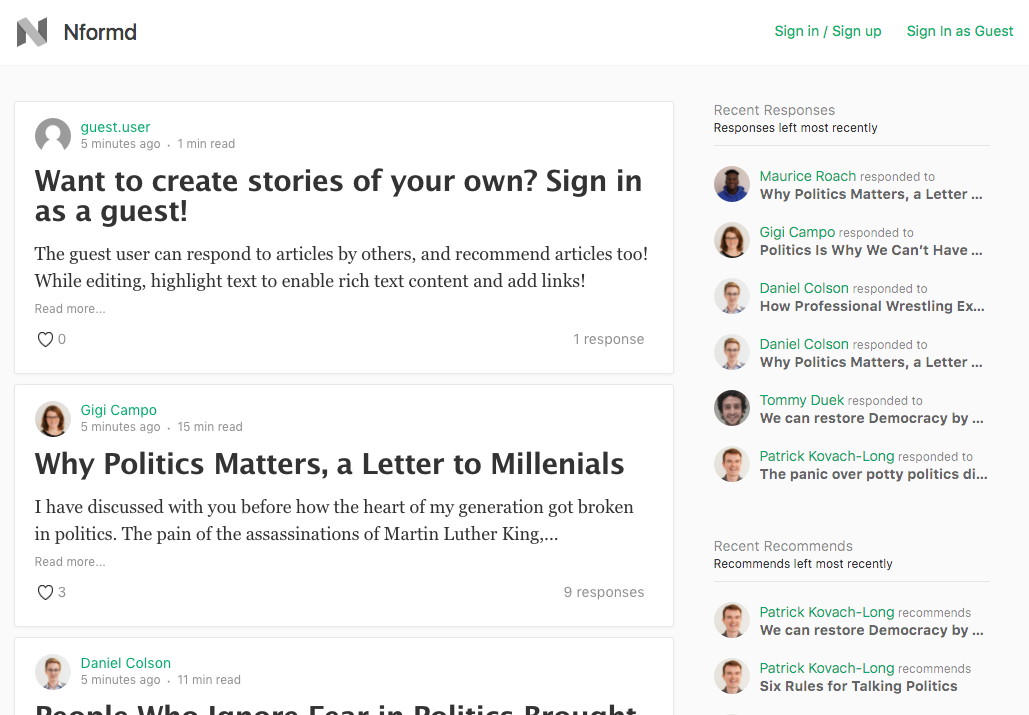 Nformd
Sign in / Sign up
Sign In as Guest
guest.user
5 minutes ago · 1 min read
Want to create stories of your own? Sign in
as a guest!
The guest user can respond to articles by others, and recommend articles too!
While editing, highlight text to enable rich text content and add links!
Read more...
0
1 response
Gigi Campo
5 minutes ago · 15 min read
Why Politics Matters, a Letter to Millenials
I have discussed with you before how the heart of my generation got broken
in politics. The pain of the assassinations of Martin Luther King,...
Read more...
3
9 responses
Daniel Colson
5 minutes ago · 11 min read
People Who Ignore Fear in Politics Brought
Recent Responses
Responses left most recently
Maurice Roach responded to
Why Politics Matters, a Letter ...
Gigi Campo responded to
Politics Is Why We Can’t Have ...
Daniel Colson responded to
How Professional Wrestling Ex...
Daniel Colson responded to
Why Politics Matters, a Letter ...
Tommy Duek responded to
We can restore Democracy by ...
Patrick Kovach-Long responded to
The panic over potty politics di...
Recent Recommends
Recommends left most recently
Patrick Kovach-Long recommends
We can restore Democracy by ...
Patrick Kovach-Long recommends
Six Rules for Talking Politics